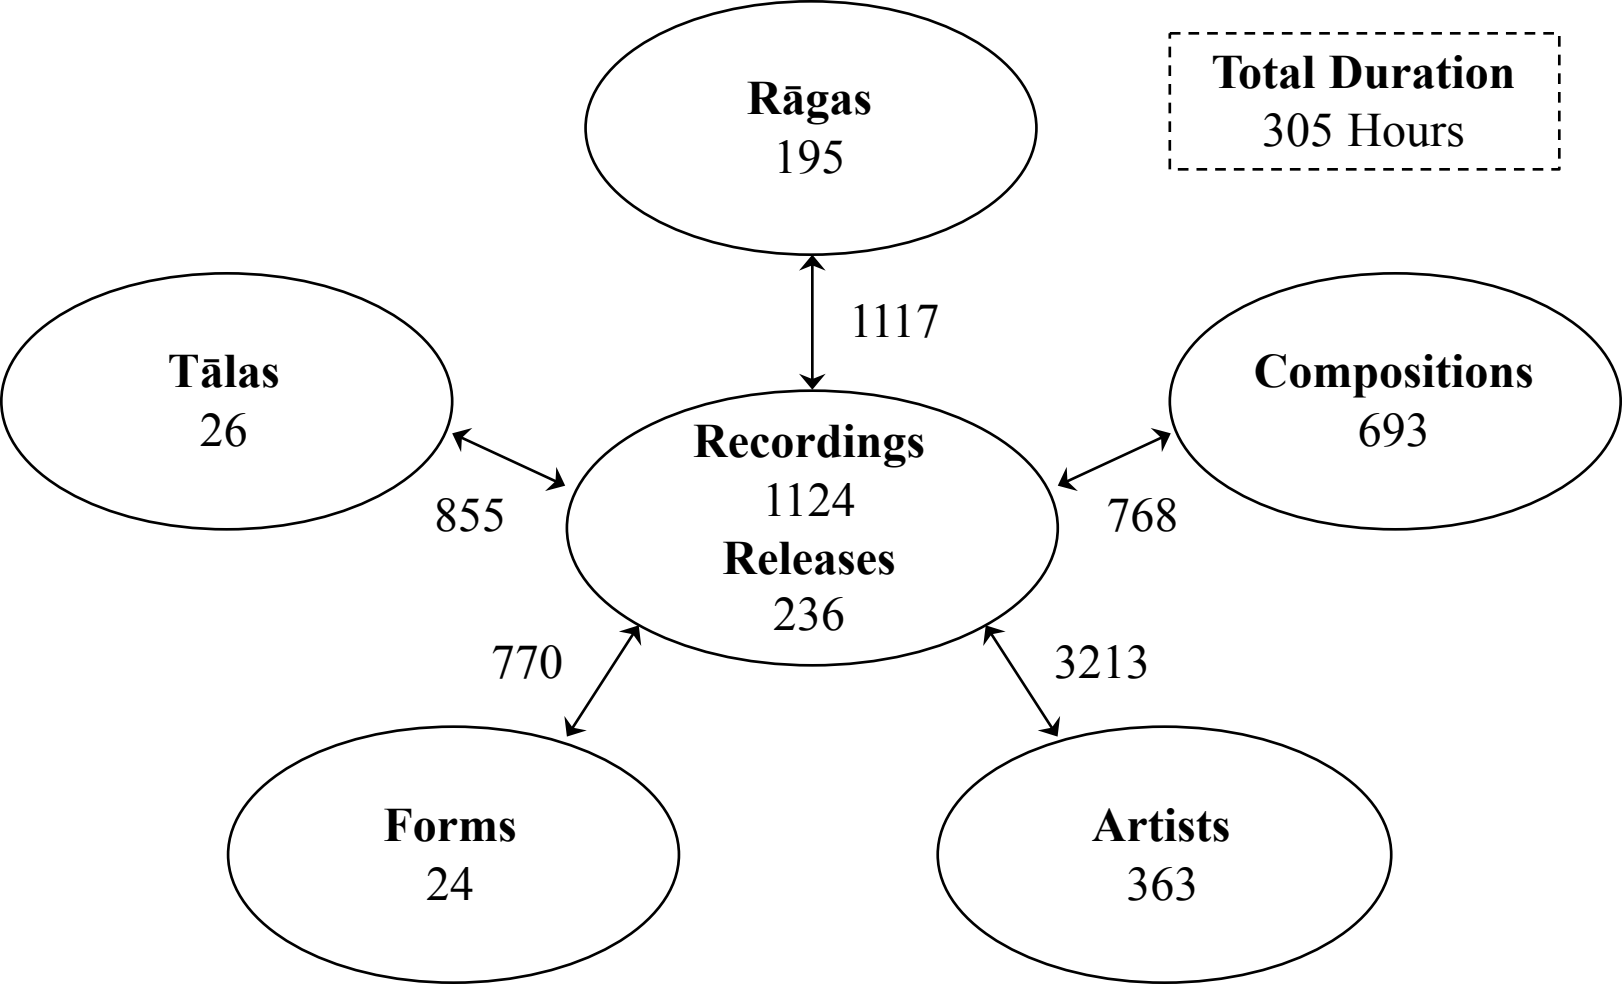 Rāgas
195
Total Duration
305 Hours
1117
Tālas
26
Compositions
693
Recordings
1124
Releases
236
855
768
770
3213
Forms
24
Artists
363